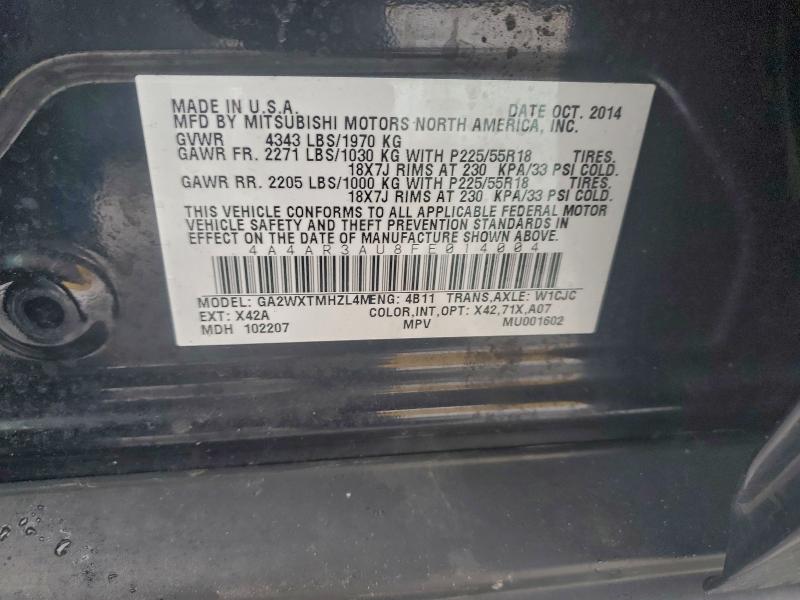 MADE IN U.S.A. DATE OCT. 2014
MFD BY MITSUBISHI MOTORS NORTH AMERICA, INC.
GVWR 4343 LBS/1970 KG
GAWR FR. 2271 LBS/1030 KG WITH P225/55R18 TIRES.
18X7J RIMS AT 230 KPA/33 PSI COLD.
GAWR RR. 2205 LBS/1000 KG WITH P225/55R18 TIRES.
18X7J RIMS AT 230 KPA/33 PSI COLD.
THIS VEHICLE CONFORMS TO ALL APPLICABLE FEDERAL MOTOR
VEHICLE SAFETY AND THEFT PREVENTION STANDARDS IN
EFFECT ON THE DATE OF MANUFACTURE SHOWN ABOVE.
4A4AR3AU8FE014004
MODEL: GA2WXTMHZL4MENG: 4B11 TRANS,AXLE: W1CJC
EXT: X42A COLOR,INT,OPT: X42,71X,A07
MDH 102207 MPV MU001602